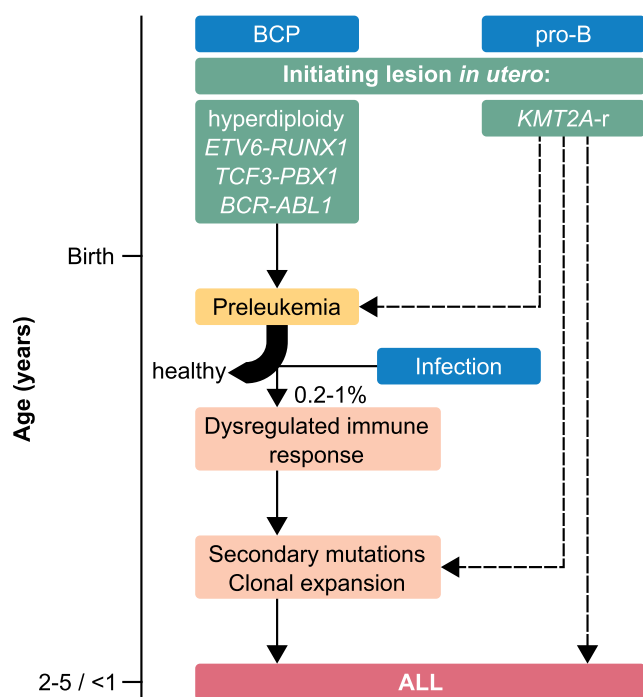 BCP
pro-B
Initiating lesion in utero:
hyperdiploidy
ETV6-RUNX1
TCF3-PBX1
BCR-ABL1
KMT2A-r
Birth
Preleukemia
healthy
Infection
0.2-1%
Age (years)
Dysregulated immune
response
Secondary mutations
Clonal expansion
2-5 / <1
ALL